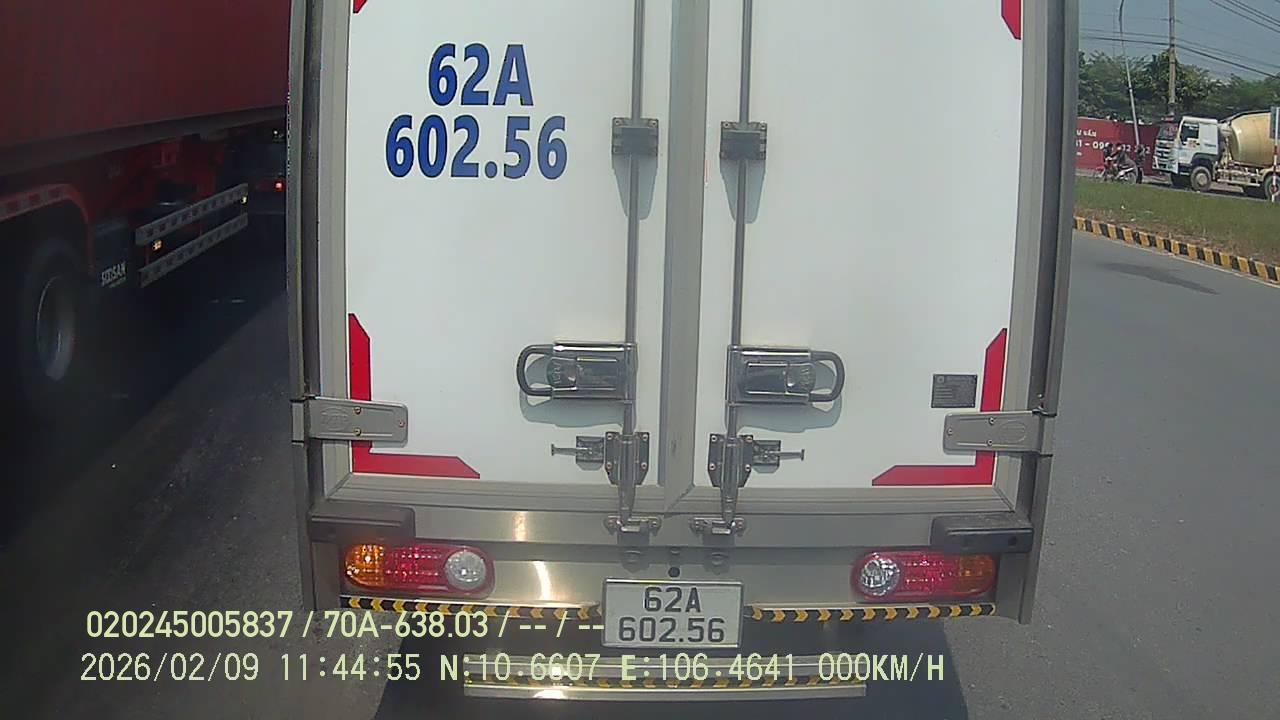 62A
602.56
SITISAN
62A
602.56
020245005837 / 70A-638.03 / -- / --
2026/02/09 11:44:55 N:10.6607 E:106.4641 000KM/H